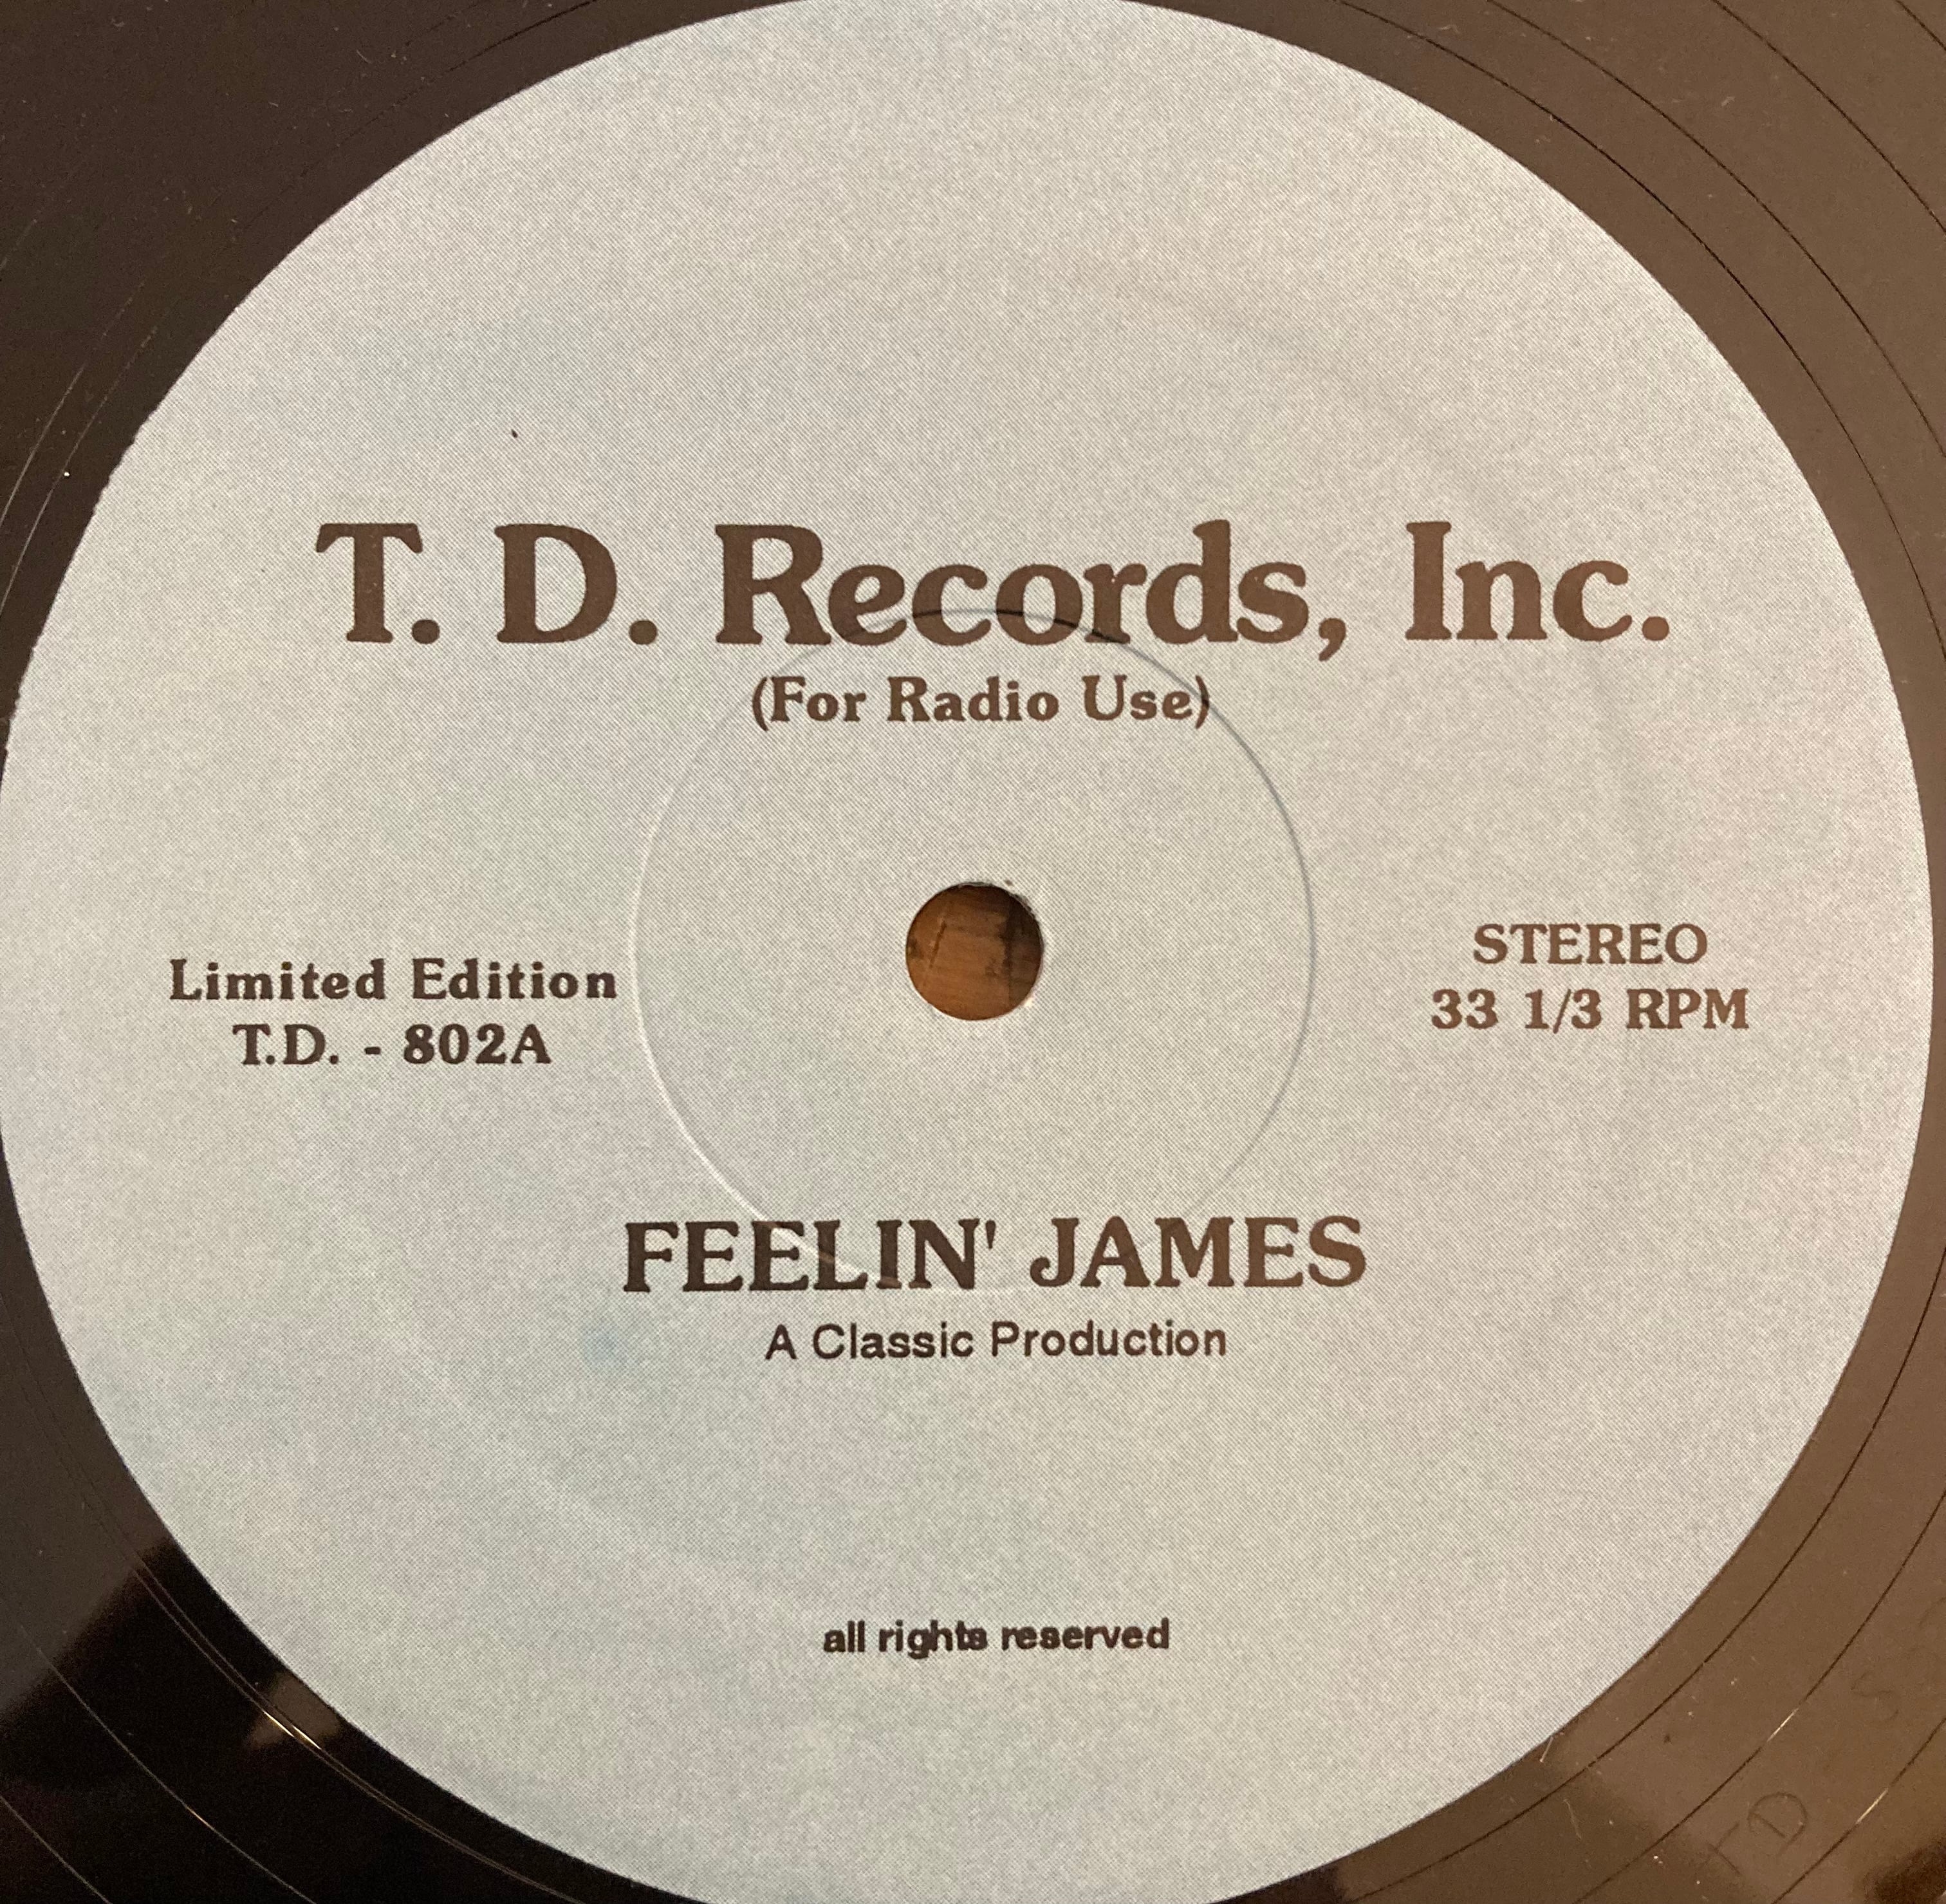 T. D. Records, Inc.
(For Radio Use)
Limited Edition
T.D. - 802A
STEREO
33 1/3 RPM
FEELIN' JAMES
A Classic Production
all rights reserved
TD S